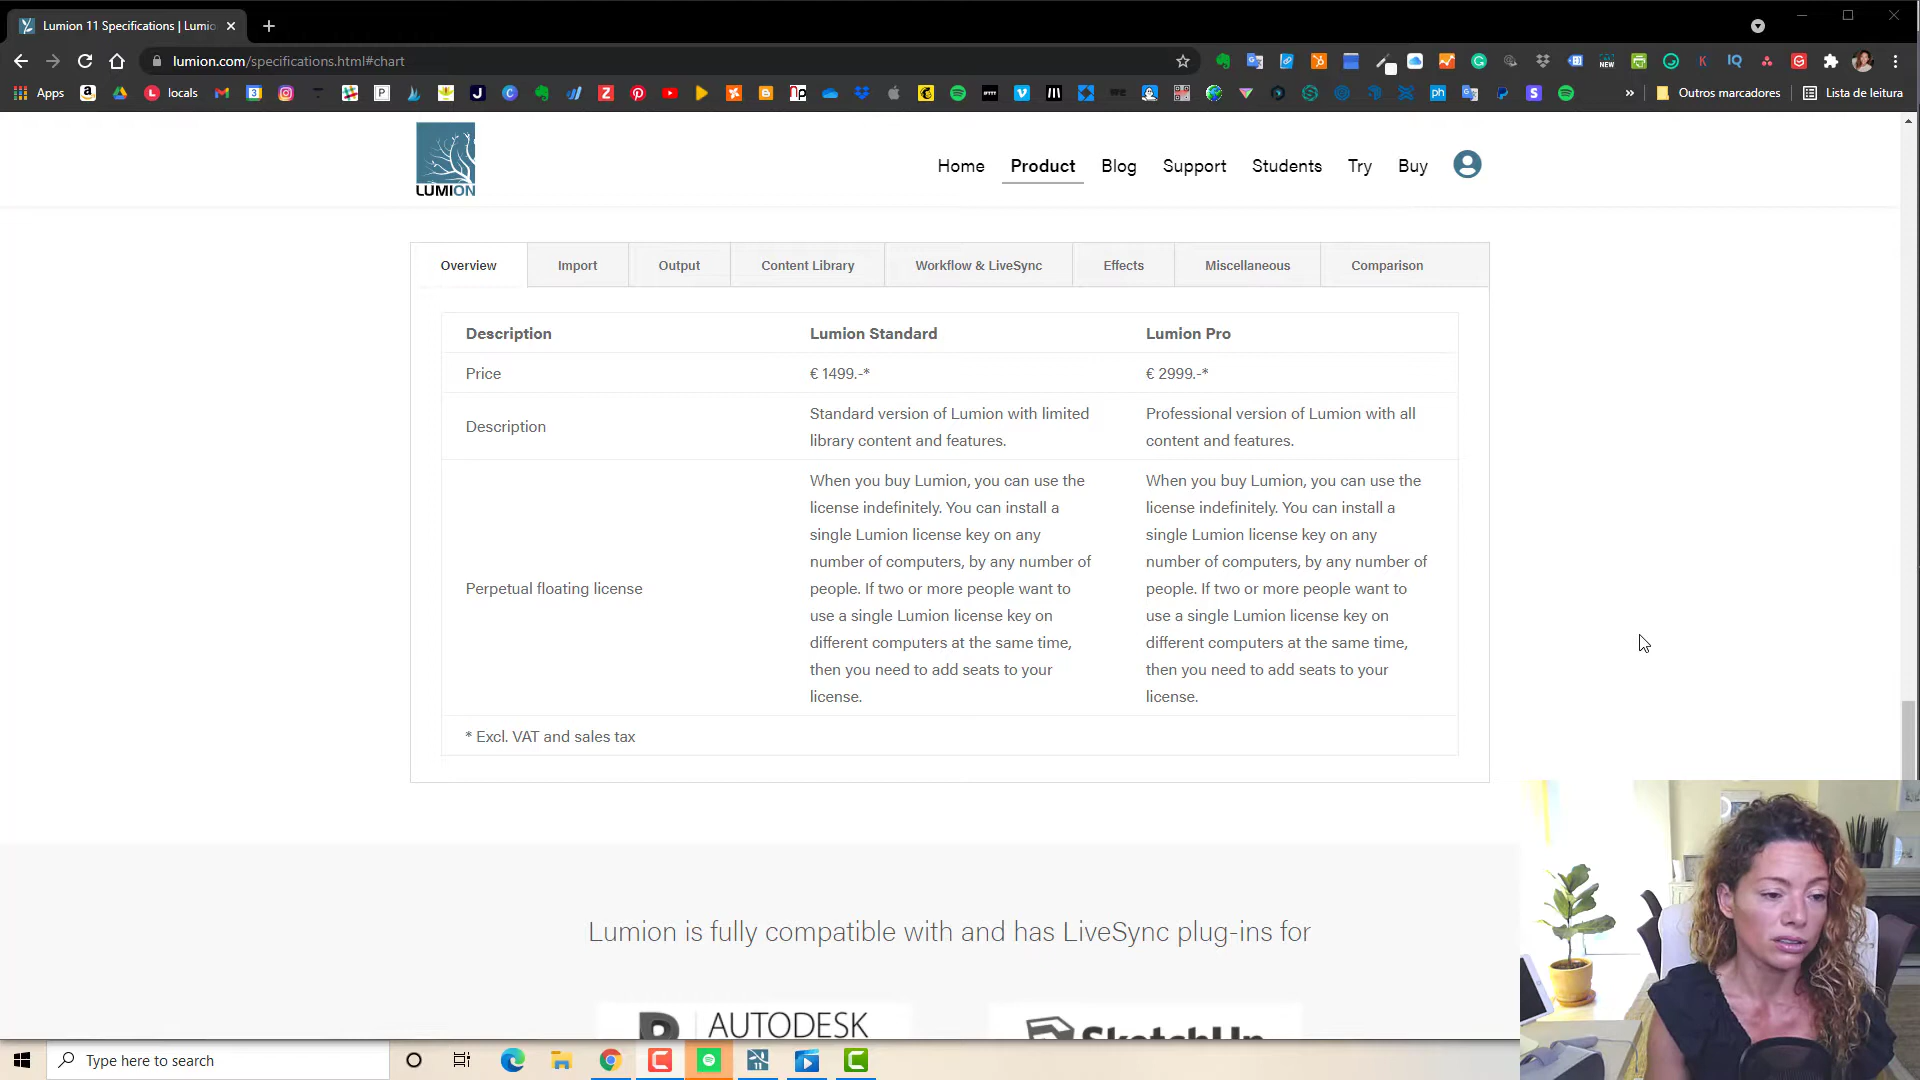 Lumion 11 Specifications | Lumio
lumion.com/specifications.html#chart
Apps
locals
Outros marcadores
Lista de leitura
LUMION
Home
Product
Blog
Support
Students
Try
Buy
Overview
Import
Output
Content Library
Workflow & LiveSync
Effects
Miscellaneous
Comparison
Description
Lumion Standard
Lumion Pro
Price
€ 1499.-*
€ 2999.-*
Description
Standard version of Lumion with limited
library content and features.
Professional version of Lumion with all
content and features.
Perpetual floating license
When you buy Lumion, you can use the
license indefinitely. You can install a
single Lumion license key on any
number of computers, by any number of
people. If two or more people want to
use a single Lumion license key on
different computers at the same time,
then you need to add seats to your
license.
When you buy Lumion, you can use the
license indefinitely. You can install a
single Lumion license key on any
number of computers, by any number of
people. If two or more people want to
use a single Lumion license key on
different computers at the same time,
then you need to add seats to your
license.
* Excl. VAT and sales tax
Lumion is fully compatible with and has LiveSync plug-ins for
AUTODESK
SketchUp
Type here to search